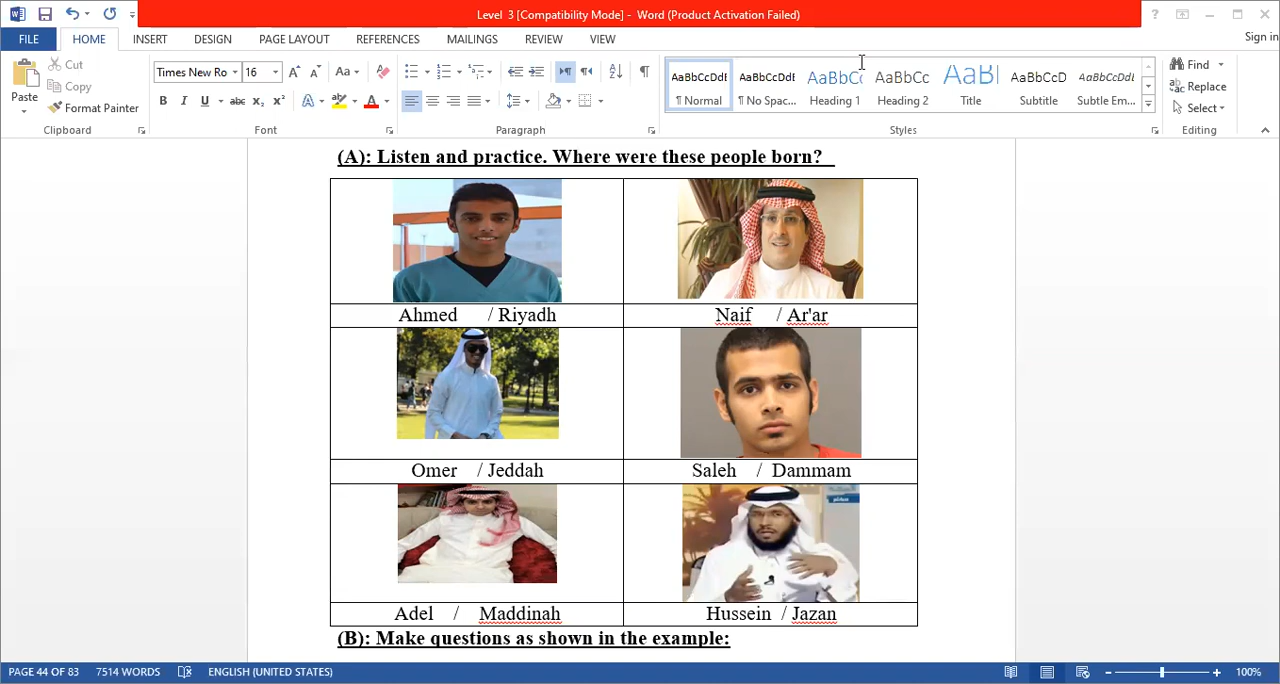 Level 3 [Compatibility Mode] - Word (Product Activation Failed)
FILE HOME INSERT DESIGN PAGE LAYOUT REFERENCES MAILINGS REVIEW VIEW Sign in
Paste
Cut
Copy
Format Painter
Clipboard
Times New Ro 16
Font
Paragraph
AaBbCcDdI AaBbCcDdI AaBbCc AaBbCc AaBl AaBbCcD AaBbCcDdI
¶ Normal ¶ No Spac... Heading 1 Heading 2 Title Subtitle Subtle Em...
Styles
Find
Replace
Select
Editing
(A): Listen and practice. Where were these people born?
Ahmed / Riyadh Naif / Ar'ar
Omer / Jeddah Saleh / Dammam
Adel / Maddinah Hussein / Jazan
(B): Make questions as shown in the example:
PAGE 44 OF 83 7514 WORDS ENGLISH (UNITED STATES) 100%